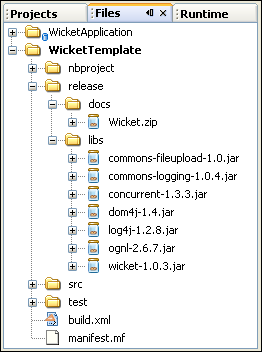 Projects Files Runtime
WicketApplication
WicketTemplate
nbproject
release
docs
Wicket.zip
libs
commons-fileupload-1.0.jar
commons-logging-1.0.4.jar
concurrent-1.3.3.jar
dom4j-1.4.jar
log4j-1.2.8.jar
ognl-2.6.7.jar
wicket-1.0.3.jar
src
test
build.xml
manifest.mf